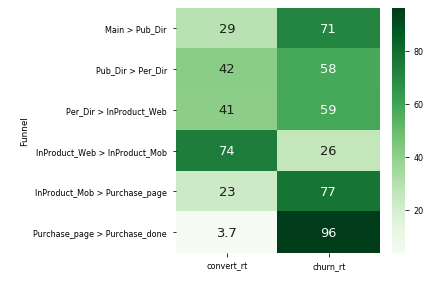 Main > Pub_Dir 29 71
Pub_Dir > Per_Dir 42 58
Per_Dir > InProduct_Web 41 59
InProduct_Web > InProduct_Mob 74 26
InProduct_Mob > Purchase_page 23 77
Purchase_page > Purchase_done 3.7 96
Funnel
convert_rt churn_rt
80
60
40
20